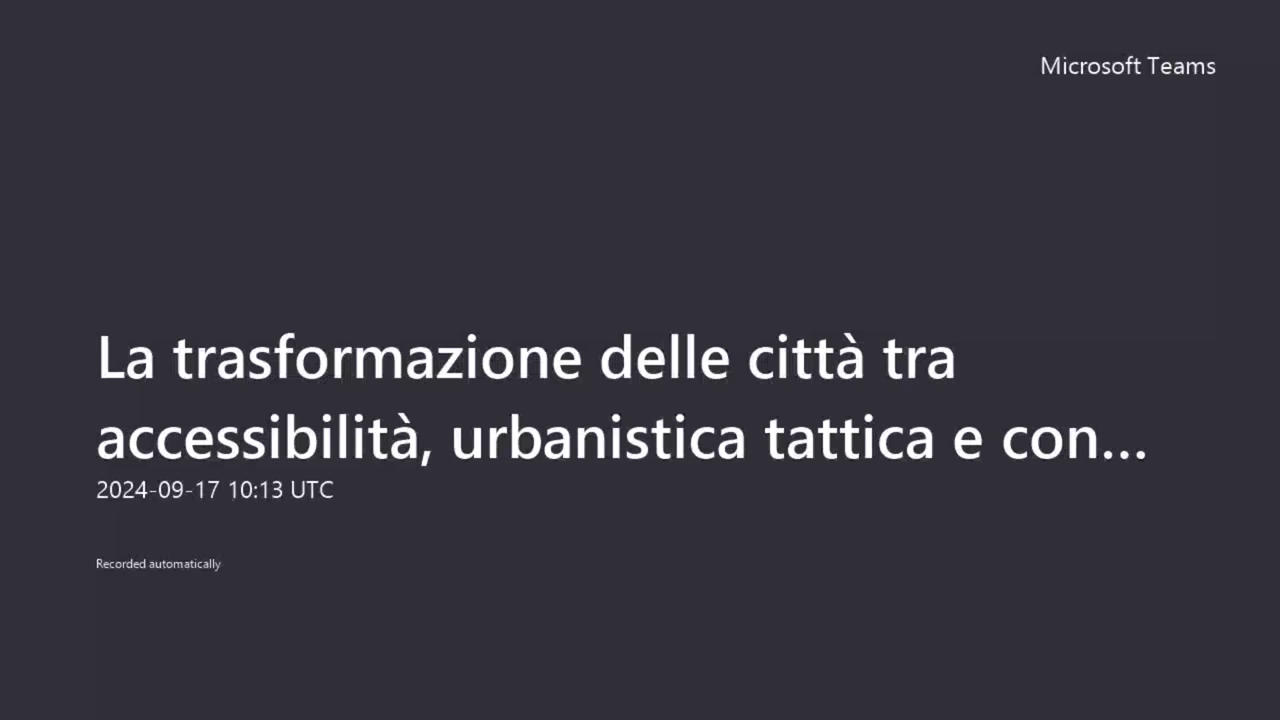 Microsoft Teams
La trasformazione delle città tra
accessibilità, urbanistica tattica e con...
2024-09-17 10:13 UTC
Recorded automatically